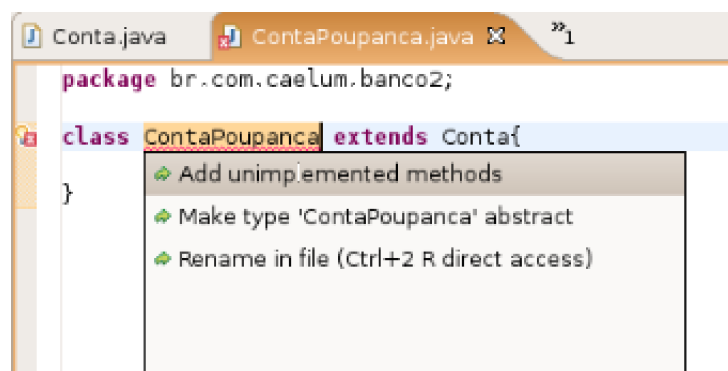 Conta.java ContaPoupanca.java »1
package br.com.caelum.banco2;
class ContaPoupanca extends Conta{
Add unimplemented methods
}
Make type 'ContaPoupanca' abstract
Rename in file (Ctrl+2 R direct access)